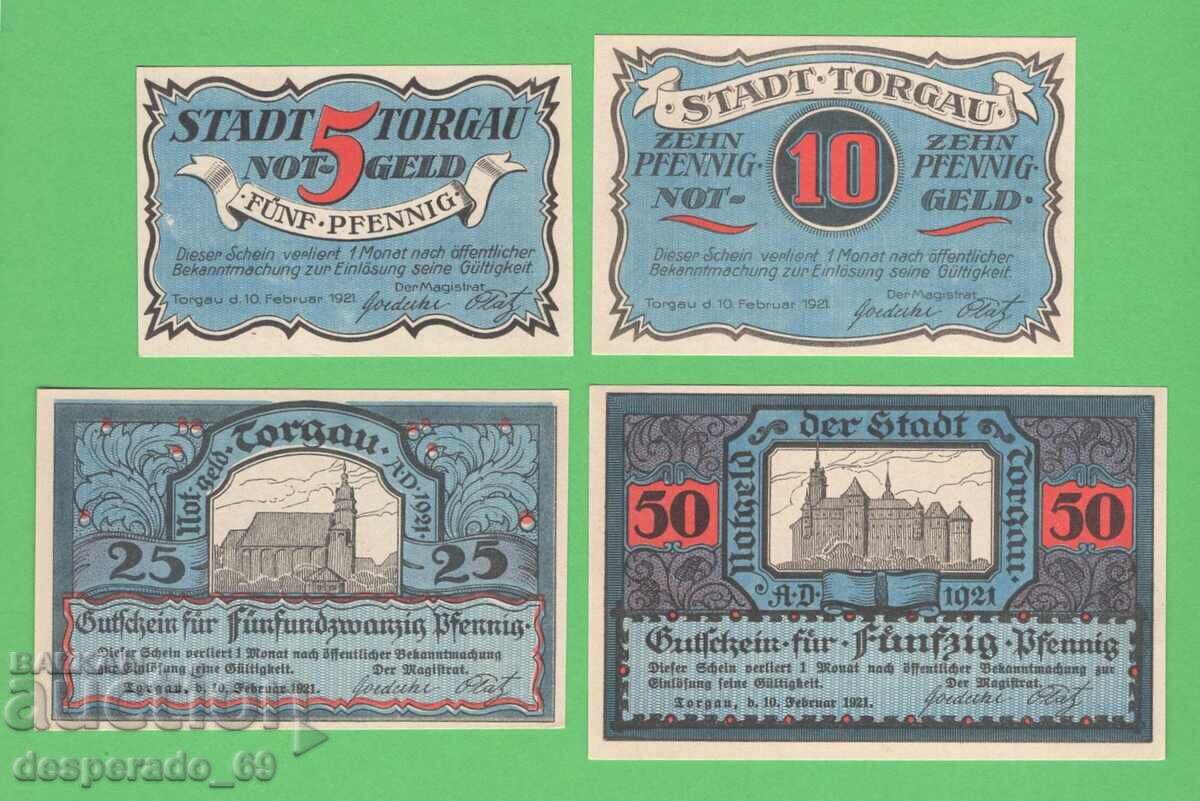 STADT 5 TORGAU
NOT-GELD
·FÜNF·PFENNIG·
Dieser Schein verliert 1 Monat nach öffentlicher
Bekanntmachung zur Einlösung seine Gültigkeit.
Der Magistrat
Torgau d. 10. Februar 1921.
·STADT·TORGAU·
ZEHN 10 ZEHN
PFENNIG· PFENNIG·
NOT- GELD·
Dieser Schein verliert 1 Monat nach öffentlicher
Bekanntmachung zur Einlösung seine Gültigkeit.
Der Magistrat
Torgau d. 10. Februar 1921.
Not·geld·Torgau·A·D·1921·
25 25
Gutschein für Fünfundzwanzig Pfennig·
Dieser Schein verliert 1 Monat nach öffentlicher Bekanntmachung
zur Einlösung seine Gültigkeit. Der Magistrat.
Torgau, d. 10. Februar 1921.
Notgeld der Stadt Torgau·
50 50
A·D· 1921
Gutschein·für·Fünfzig·Pfennig
Dieser Schein verliert 1 Monat nach öffentlicher Bekanntmachung zur
Einlösung seine Gültigkeit. Der Magistrat.
Torgau, d. 10. Februar 1921.
BALKAN
auction
desperado_69